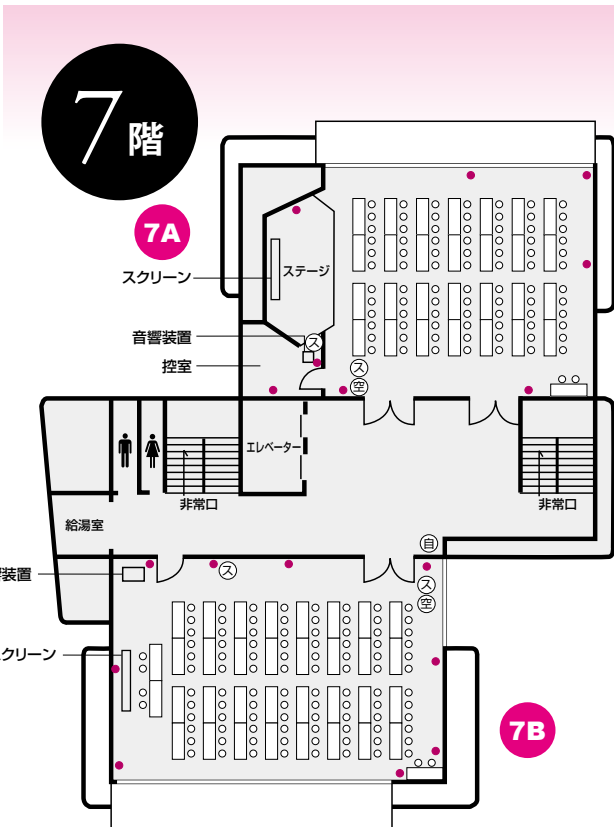 7階
7A
スクリーン
ステージ
音響装置
ス
控室
ス
空
エレベーター
非常口
非常口
給湯室
自
響装置
ス
ス
空
クリーン
7B